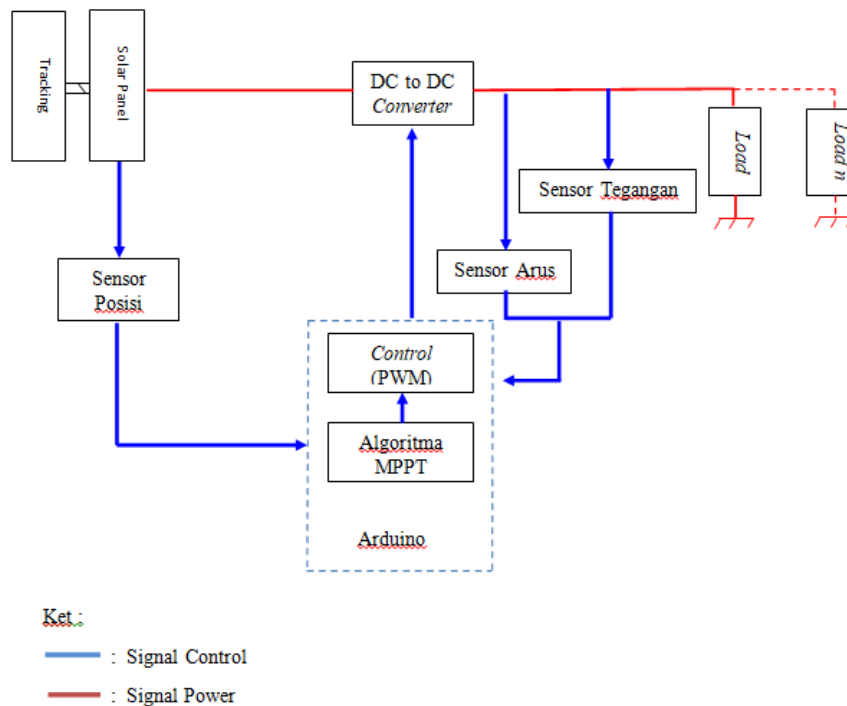 Tracking
Solar Panel
DC to DC
Converter
Load
Load n
Sensor Tegangan
Sensor Arus
Sensor
Posisi
Control
(PWM)
Algoritma
MPPT
Arduino
Ket :
: Signal Control
: Signal Power